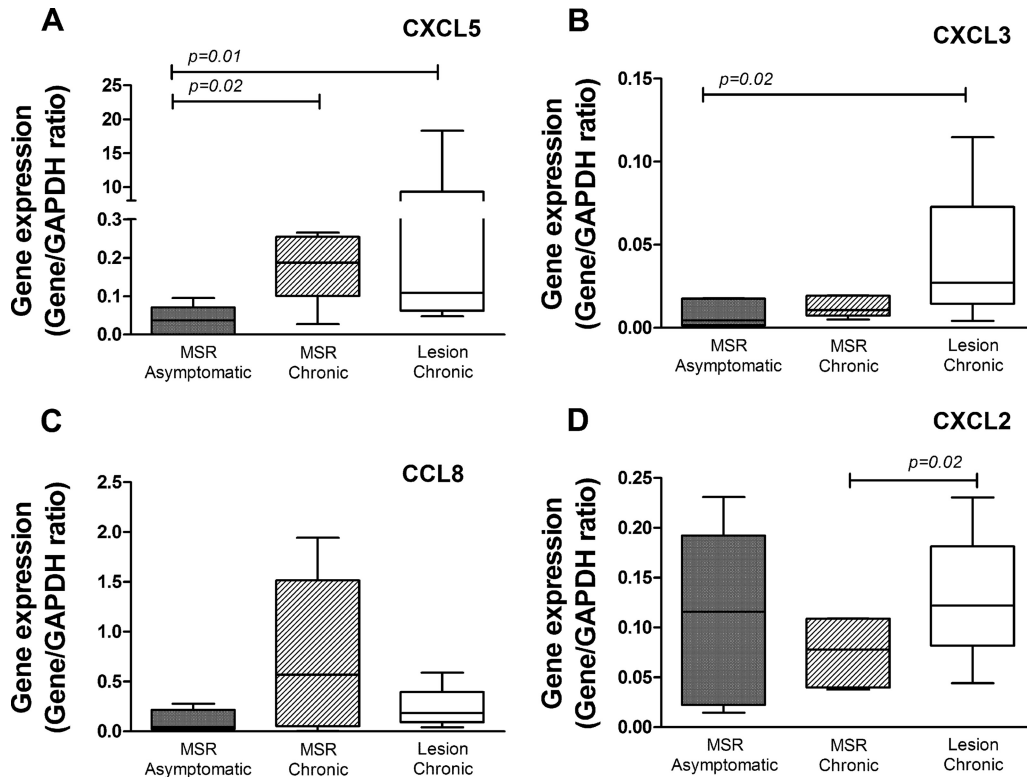 A
CXCL5
p=0.01
p=0.02
Gene expression
(Gene/GAPDH ratio)
25
20
15
10
0.3
0.2
0.1
0.0
MSR
Asymptomatic
MSR
Chronic
Lesion
Chronic
B
CXCL3
p=0.02
Gene expression
(Gene/GAPDH ratio)
0.15
0.10
0.05
0.00
MSR
Asymptomatic
MSR
Chronic
Lesion
Chronic
C
CCL8
Gene expression
(Gene/GAPDH ratio)
2.5
2.0
1.5
1.0
0.5
0.0
MSR
Asymptomatic
MSR
Chronic
Lesion
Chronic
D
CXCL2
p=0.02
Gene expression
(Gene/GAPDH ratio)
0.25
0.20
0.15
0.10
0.05
0.00
MSR
Asymptomatic
MSR
Chronic
Lesion
Chronic